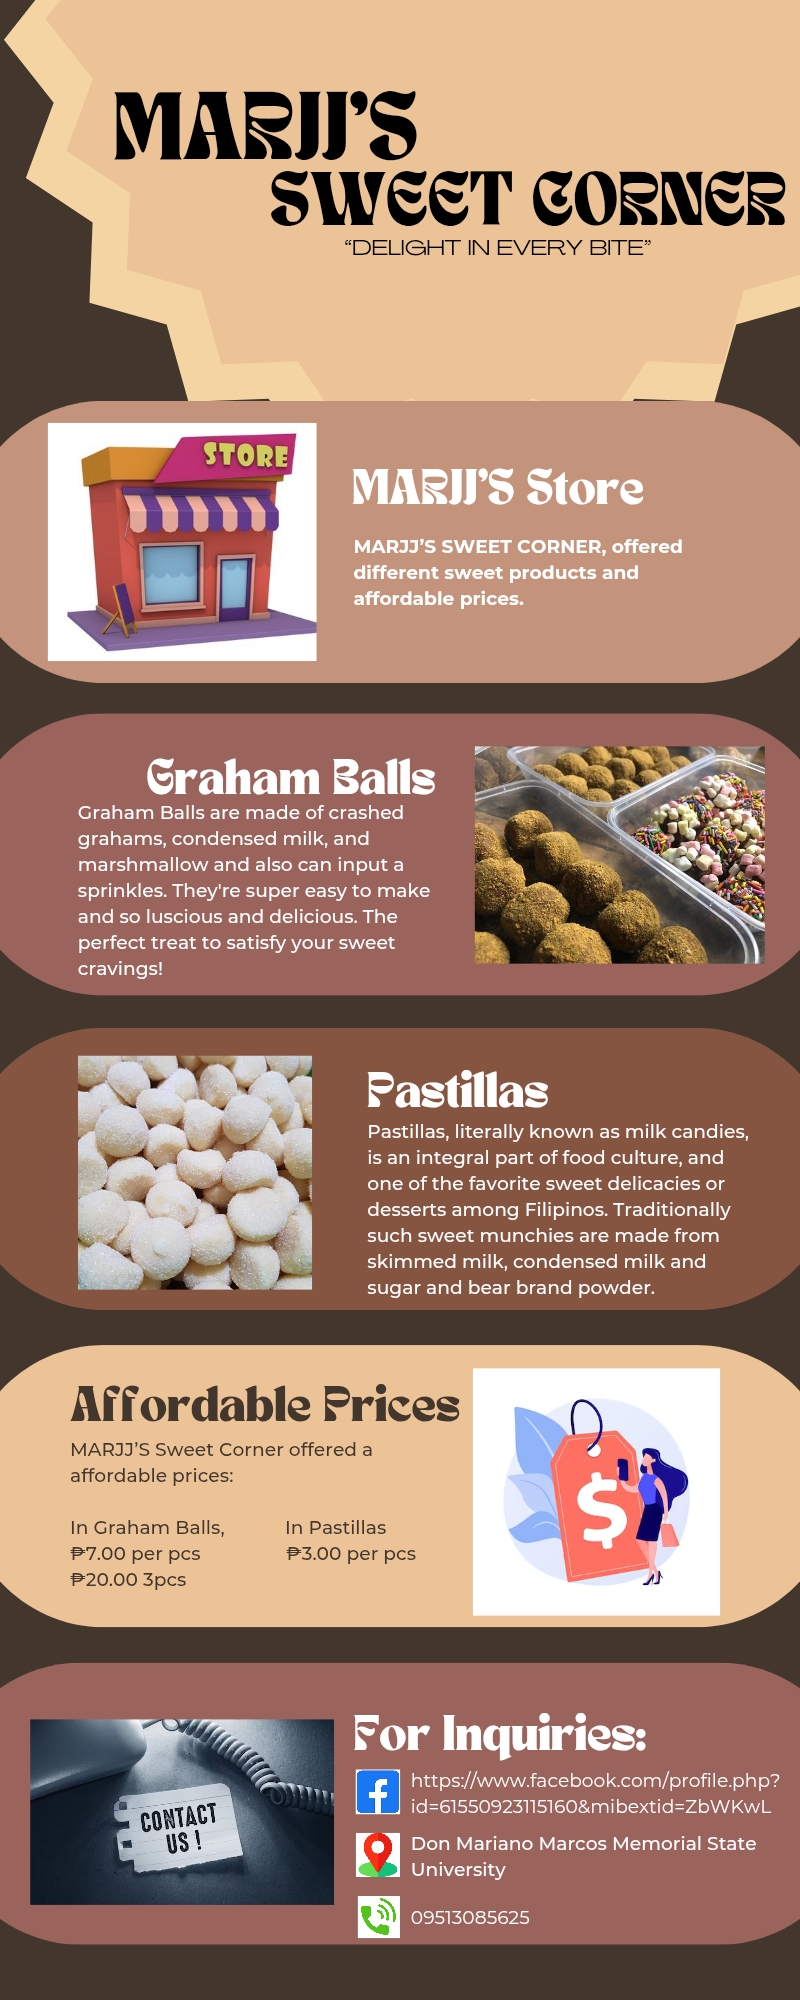 MARJJ'S
SWEET CORNER
“DELIGHT IN EVERY BITE”
STORE
MARJJ'S Store
MARJJ’S SWEET CORNER, offered
different sweet products and
affordable prices.
Graham Balls
Graham Balls are made of crashed
grahams, condensed milk, and
marshmallow and also can input a
sprinkles. They're super easy to make
and so luscious and delicious. The
perfect treat to satisfy your sweet
cravings!
Pastillas
Pastillas, literally known as milk candies,
is an integral part of food culture, and
one of the favorite sweet delicacies or
desserts among Filipinos. Traditionally
such sweet munchies are made from
skimmed milk, condensed milk and
sugar and bear brand powder.
Affordable Prices
MARJJ’S Sweet Corner offered a
affordable prices:
In Graham Balls,
₱7.00 per pcs
₱20.00 3pcs
In Pastillas
₱3.00 per pcs
$
For Inquiries:
CONTACT
US !
https://www.facebook.com/profile.php?
id=61550923115160&mibextid=ZbWKwL
Don Mariano Marcos Memorial State
University
09513085625